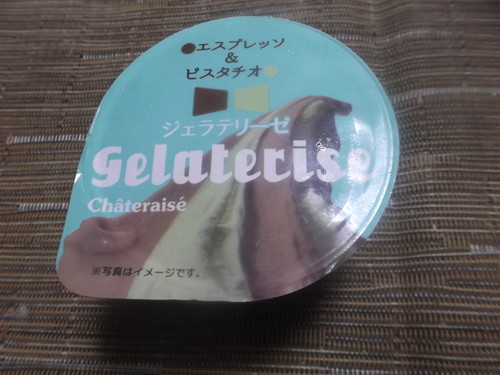 ●エスプレッソ
&
ピスタチオ●
ジェラテリーゼ
Gelaterise
Châteraisé
※写真はイメージです。